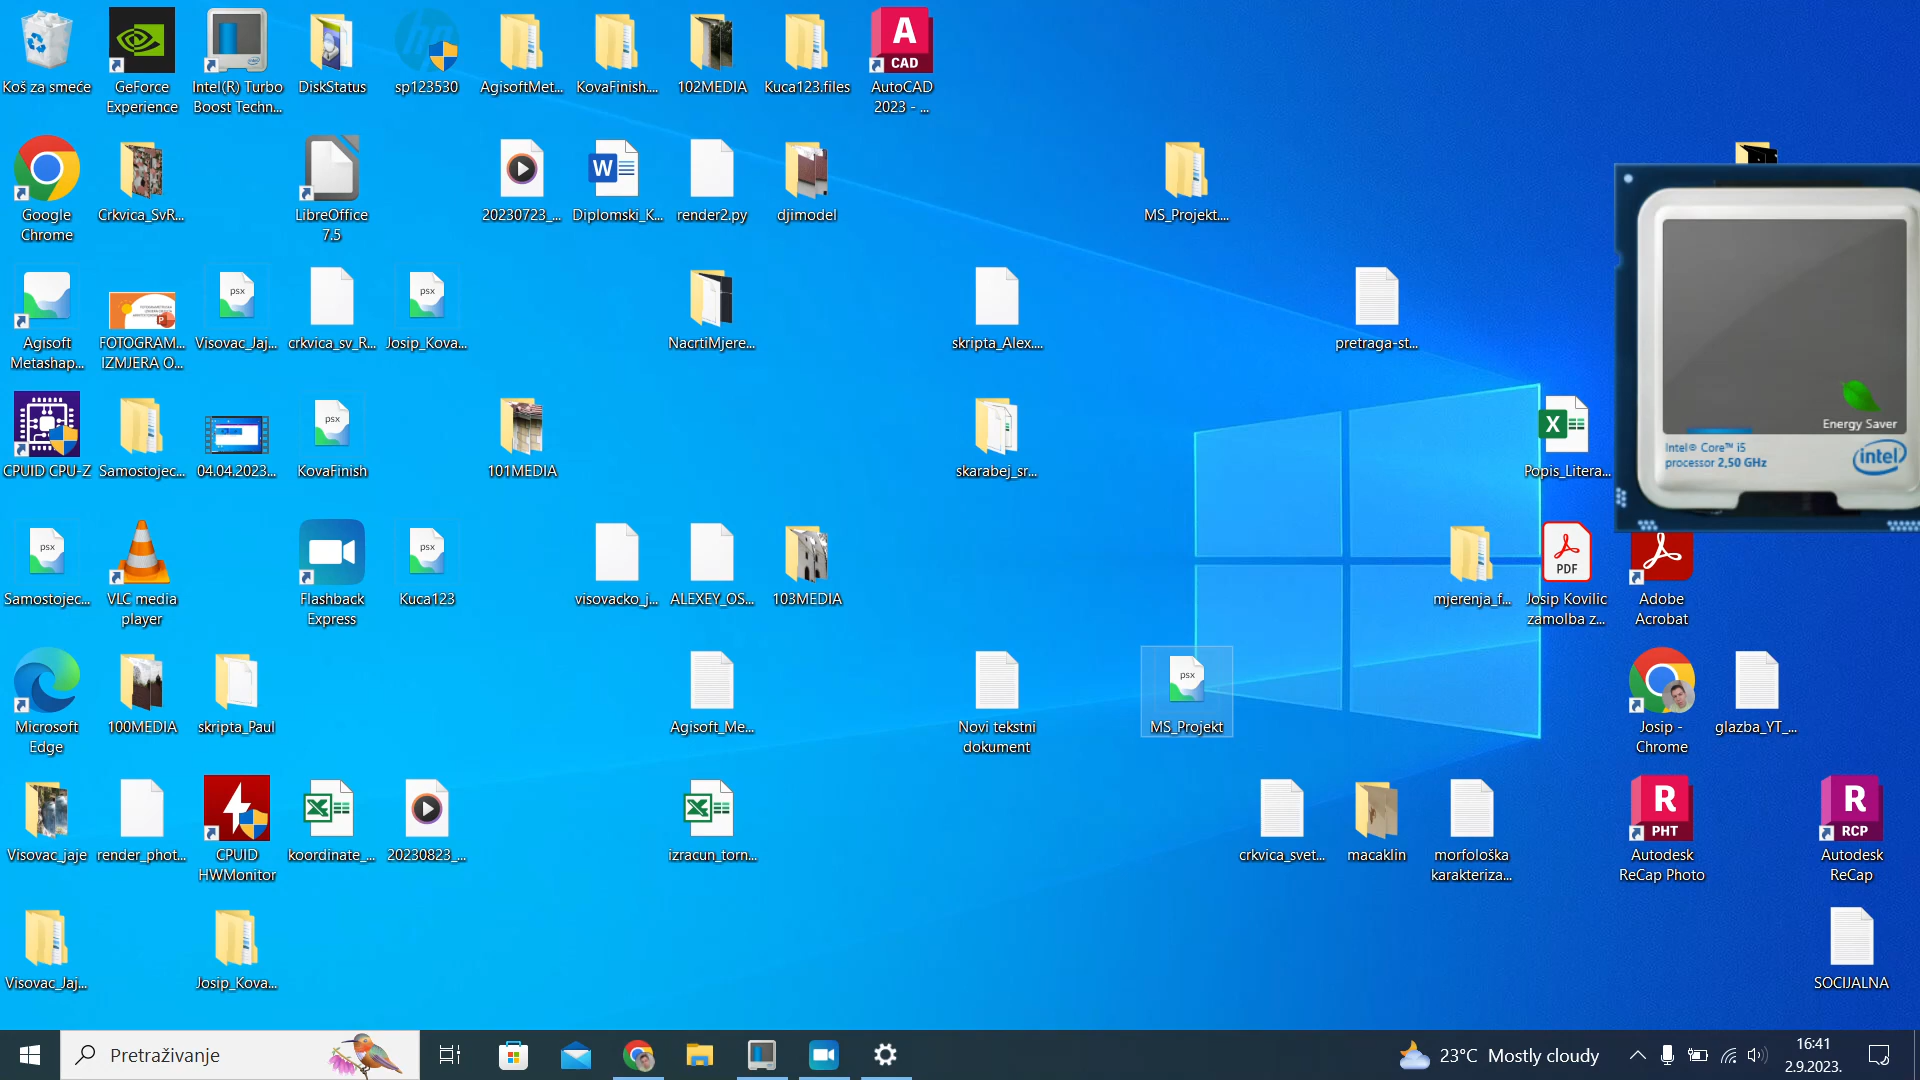 Koš za smeće
GeForce
Experience
Intel(R) Turbo
Boost Techn...
DiskStatus
sp123530
AgisoftMet...
KovaFinish....
102MEDIA
Kuca123.files
A
CAD
AutoCAD
2023 - ...
Google
Chrome
Crkvica_SvR...
LibreOffice
7.5
20230723_...
W
Diplomski_K...
render2.py
djimodel
MS_Projekt....
Agisoft
Metashap...
FOTOGRAM...
IZMJERA O...
psx
Visovac_Jaj...
crkvica_sv_R...
psx
Josip_Kova...
NacrtiMjere...
skripta_Alex....
pretraga-st...
Energy Saver
Intel® Core™ i5
processor 2,50 GHz
intel
CPUID CPU-Z
Samostojec...
04.04.2023...
psx
KovaFinish
101MEDIA
skarabej_sr...
X
Popis_Litera...
psx
Samostojec...
VLC media
player
Flashback
Express
psx
Kuca123
visovacko_j...
ALEXEY_OS...
103MEDIA
mjerenja_f...
PDF
Josip Kovilic
zamolba z...
Adobe
Acrobat
Microsoft
Edge
100MEDIA
skripta_Paul
Agisoft_Me...
Novi tekstni
dokument
psx
MS_Projekt
Josip -
Chrome
glazba_YT_...
Visovac_jaje
render_phot...
CPUID
HWMonitor
X
koordinate_...
20230823_...
X
izracun_torn...
crkvica_svet...
macaklin
morfološka
karakteriza...
R
PHT
Autodesk
ReCap Photo
R
RCP
Autodesk
ReCap
Visovac_Jaj...
Josip_Kova...
SOCIJALNA
Pretraživanje
23°C Mostly cloudy
16:41
2.9.2023.